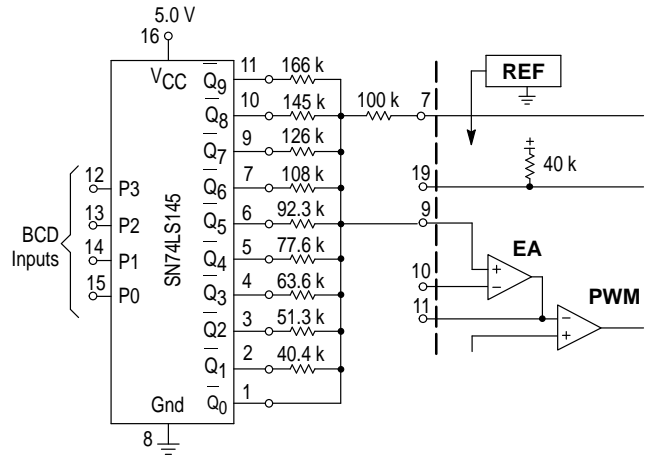 5.0 V
16
VCC
SN74LS145
Gnd
8
BCD
Inputs
12 P3
13 P2
14 P1
15 P0
Q9 11 166 k
Q8 10 145 k
Q7 9 126 k
Q6 7 108 k
Q5 6 92.3 k
Q4 5 77.6 k
Q3 4 63.6 k
Q2 3 51.3 k
Q1 2 40.4 k
Q0 1
100 k 7
REF
+
40 k
19
9
+
EA
10 −
11
−
PWM
+